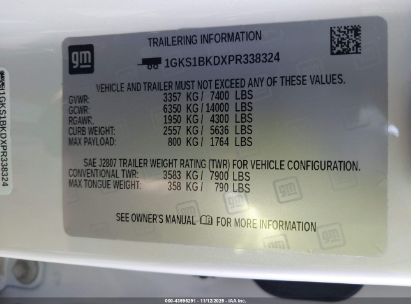 TRAILERING INFORMATION
gm
1GKS1BKDXPR338324
VEHICLE AND TRAILER MUST NOT EXCEED ANY OF THESE VALUES.
GVWR: 3357 KG / 7400 LBS
GCWR: 6350 KG / 14000 LBS
RGAWR: 1950 KG / 4300 LBS
CURB WEIGHT: 2557 KG / 5636 LBS
MAX PAYLOAD: 800 KG / 1764 LBS
SAE J2807 TRAILER WEIGHT RATING (TWR) FOR VEHICLE CONFIGURATION.
CONVENTIONAL TWR: 3583 KG / 7900 LBS
MAX TONGUE WEIGHT: 358 KG / 790 LBS
SEE OWNER'S MANUAL FOR MORE INFORMATION.
1GKS1BKDXPR338324